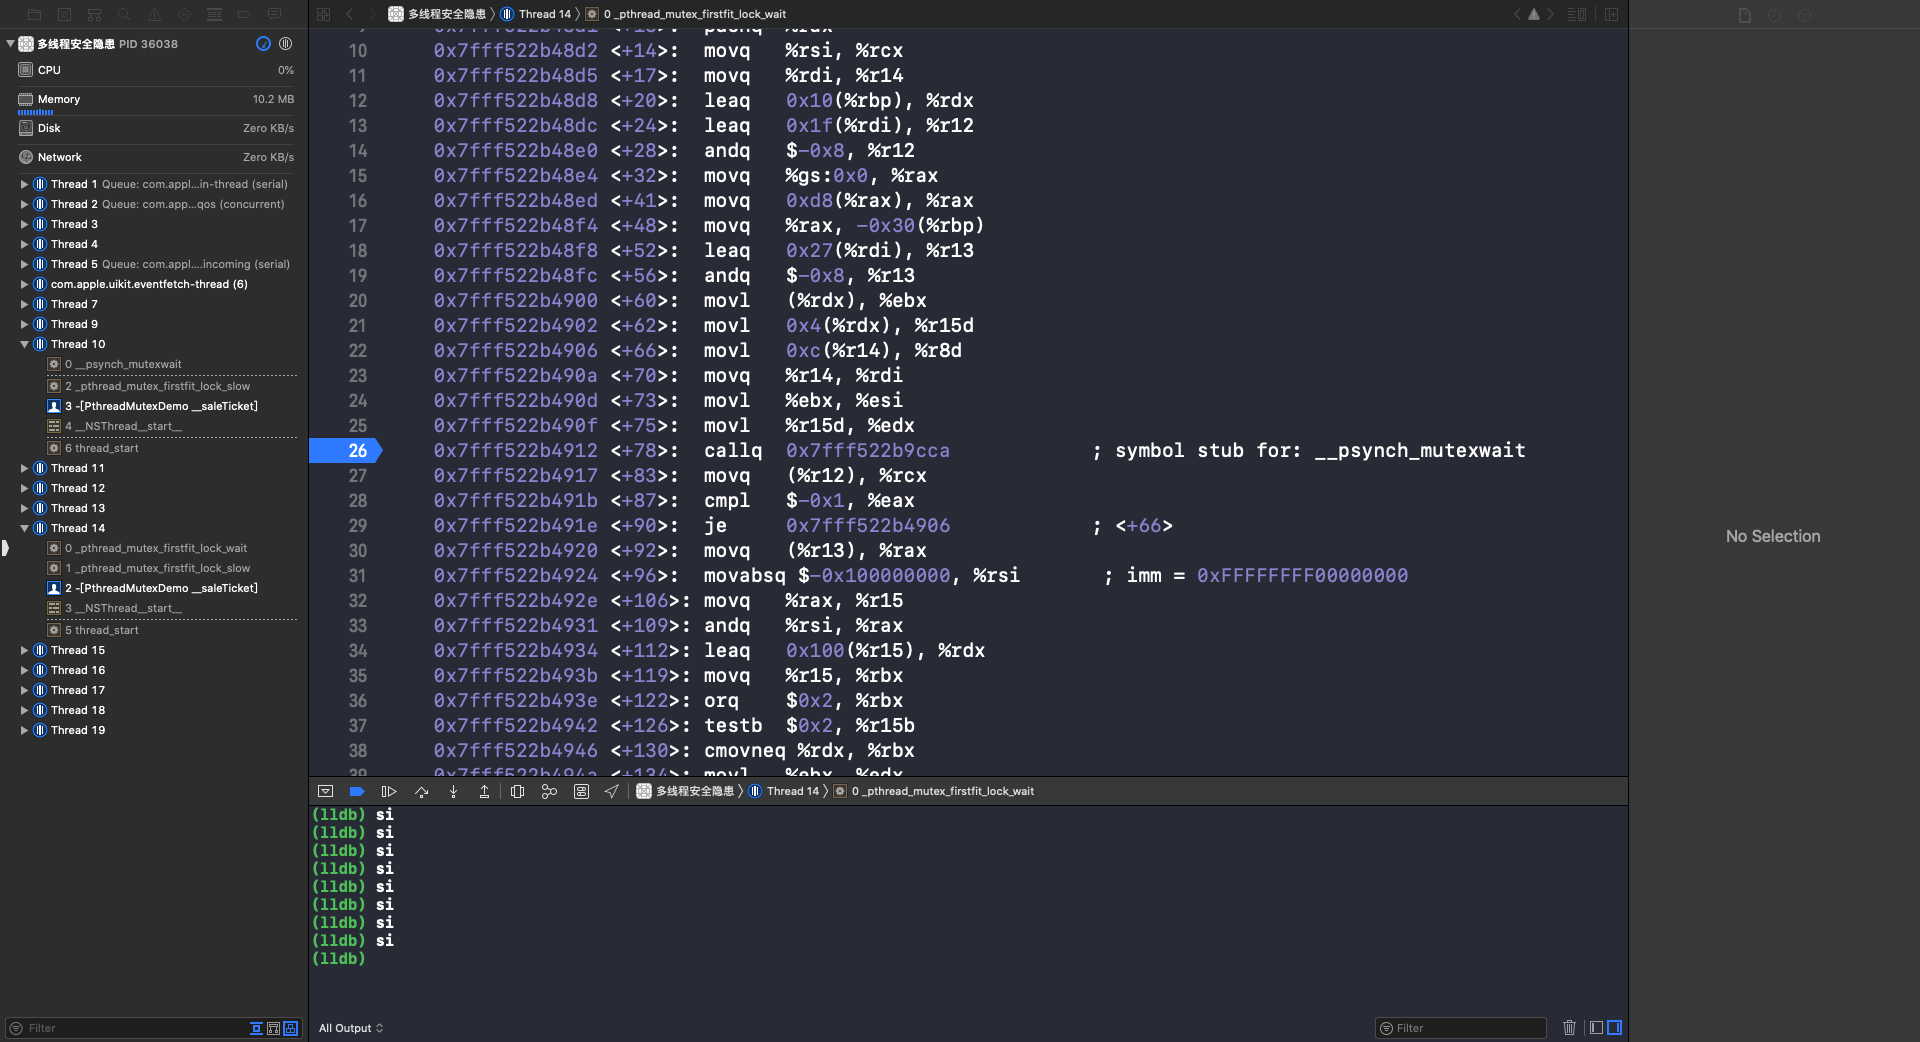 多线程安全隐患 PID 36038
CPU 0%
Memory 10.2 MB
Disk Zero KB/s
Network Zero KB/s
Thread 1 Queue: com.appl...in-thread (serial)
Thread 2 Queue: com.app...qos (concurrent)
Thread 3
Thread 4
Thread 5 Queue: com.appl....incoming (serial)
com.apple.uikit.eventfetch-thread (6)
Thread 7
Thread 9
Thread 10
0 __psynch_mutexwait
2 _pthread_mutex_firstfit_lock_slow
3 -[PthreadMutexDemo __saleTicket]
4 __NSThread__start__
6 thread_start
Thread 11
Thread 12
Thread 13
Thread 14
0 _pthread_mutex_firstfit_lock_wait
1 _pthread_mutex_firstfit_lock_slow
2 -[PthreadMutexDemo __saleTicket]
3 __NSThread__start__
5 thread_start
Thread 15
Thread 16
Thread 17
Thread 18
Thread 19
Filter
多线程安全隐患 〉 Thread 14 〉 0 _pthread_mutex_firstfit_lock_wait
10 0x7fff522b48d2 <+14>: movq %rsi, %rcx
11 0x7fff522b48d5 <+17>: movq %rdi, %r14
12 0x7fff522b48d8 <+20>: leaq 0x10(%rbp), %rdx
13 0x7fff522b48dc <+24>: leaq 0x1f(%rdi), %r12
14 0x7fff522b48e0 <+28>: andq $-0x8, %r12
15 0x7fff522b48e4 <+32>: movq %gs:0x0, %rax
16 0x7fff522b48ed <+41>: movq 0xd8(%rax), %rax
17 0x7fff522b48f4 <+48>: movq %rax, -0x30(%rbp)
18 0x7fff522b48f8 <+52>: leaq 0x27(%rdi), %r13
19 0x7fff522b48fc <+56>: andq $-0x8, %r13
20 0x7fff522b4900 <+60>: movl (%rdx), %ebx
21 0x7fff522b4902 <+62>: movl 0x4(%rdx), %r15d
22 0x7fff522b4906 <+66>: movl 0xc(%r14), %r8d
23 0x7fff522b490a <+70>: movq %r14, %rdi
24 0x7fff522b490d <+73>: movl %ebx, %esi
25 0x7fff522b490f <+75>: movl %r15d, %edx
26 0x7fff522b4912 <+78>: callq 0x7fff522b9cca ; symbol stub for: __psynch_mutexwait
27 0x7fff522b4917 <+83>: movq (%r12), %rcx
28 0x7fff522b491b <+87>: cmpl $-0x1, %eax
29 0x7fff522b491e <+90>: je 0x7fff522b4906 ; <+66>
30 0x7fff522b4920 <+92>: movq (%r13), %rax
31 0x7fff522b4924 <+96>: movabsq $-0x100000000, %rsi ; imm = 0xFFFFFFFF00000000
32 0x7fff522b492e <+106>: movq %rax, %r15
33 0x7fff522b4931 <+109>: andq %rsi, %rax
34 0x7fff522b4934 <+112>: leaq 0x100(%r15), %rdx
35 0x7fff522b493b <+119>: movq %r15, %rbx
36 0x7fff522b493e <+122>: orq $0x2, %rbx
37 0x7fff522b4942 <+126>: testb $0x2, %r15b
38 0x7fff522b4946 <+130>: cmovneq %rdx, %rbx
39 0x7fff522b494a <+134>: movl %ebx, %edx
多线程安全隐患 〉 Thread 14 〉 0 _pthread_mutex_firstfit_lock_wait
(lldb) si
(lldb) si
(lldb) si
(lldb) si
(lldb) si
(lldb) si
(lldb) si
(lldb) si
(lldb)
All Output
Filter
No Selection